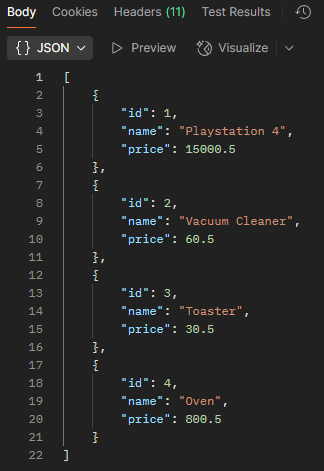 Body Cookies Headers (11) Test Results
{} JSON Preview Visualize
1 [
2 {
3 "id": 1,
4 "name": "Playstation 4",
5 "price": 15000.5
6 },
7 {
8 "id": 2,
9 "name": "Vacuum Cleaner",
10 "price": 60.5
11 },
12 {
13 "id": 3,
14 "name": "Toaster",
15 "price": 30.5
16 },
17 {
18 "id": 4,
19 "name": "Oven",
20 "price": 800.5
21 }
22 ]